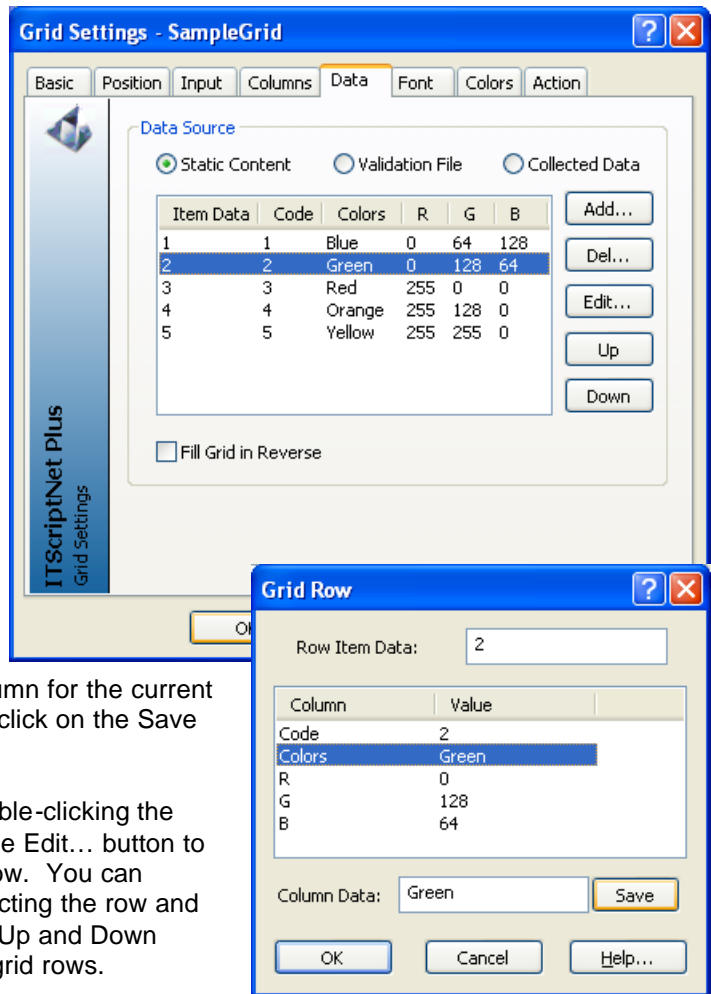 Grid Settings - SampleGrid
Basic Position Input Columns Data Font Colors Action
Data Source
Static Content Validation File Collected Data
Item Data Code Colors R G B
1 1 Blue 0 64 128
2 2 Green 0 128 64
3 3 Red 255 0 0
4 4 Orange 255 128 0
5 5 Yellow 255 255 0
Add...
Del...
Edit...
Up
Down
Fill Grid in Reverse
ITScriptNet Plus
Grid Settings
Grid Row
Row Item Data: 2
Column Value
Code 2
Colors Green
R 0
G 128
B 64
Column Data: Green Save
OK Cancel Help...
for the current
click on the Save
-clicking the
Edit… button to
You can
the row and
Up and Down
rows.